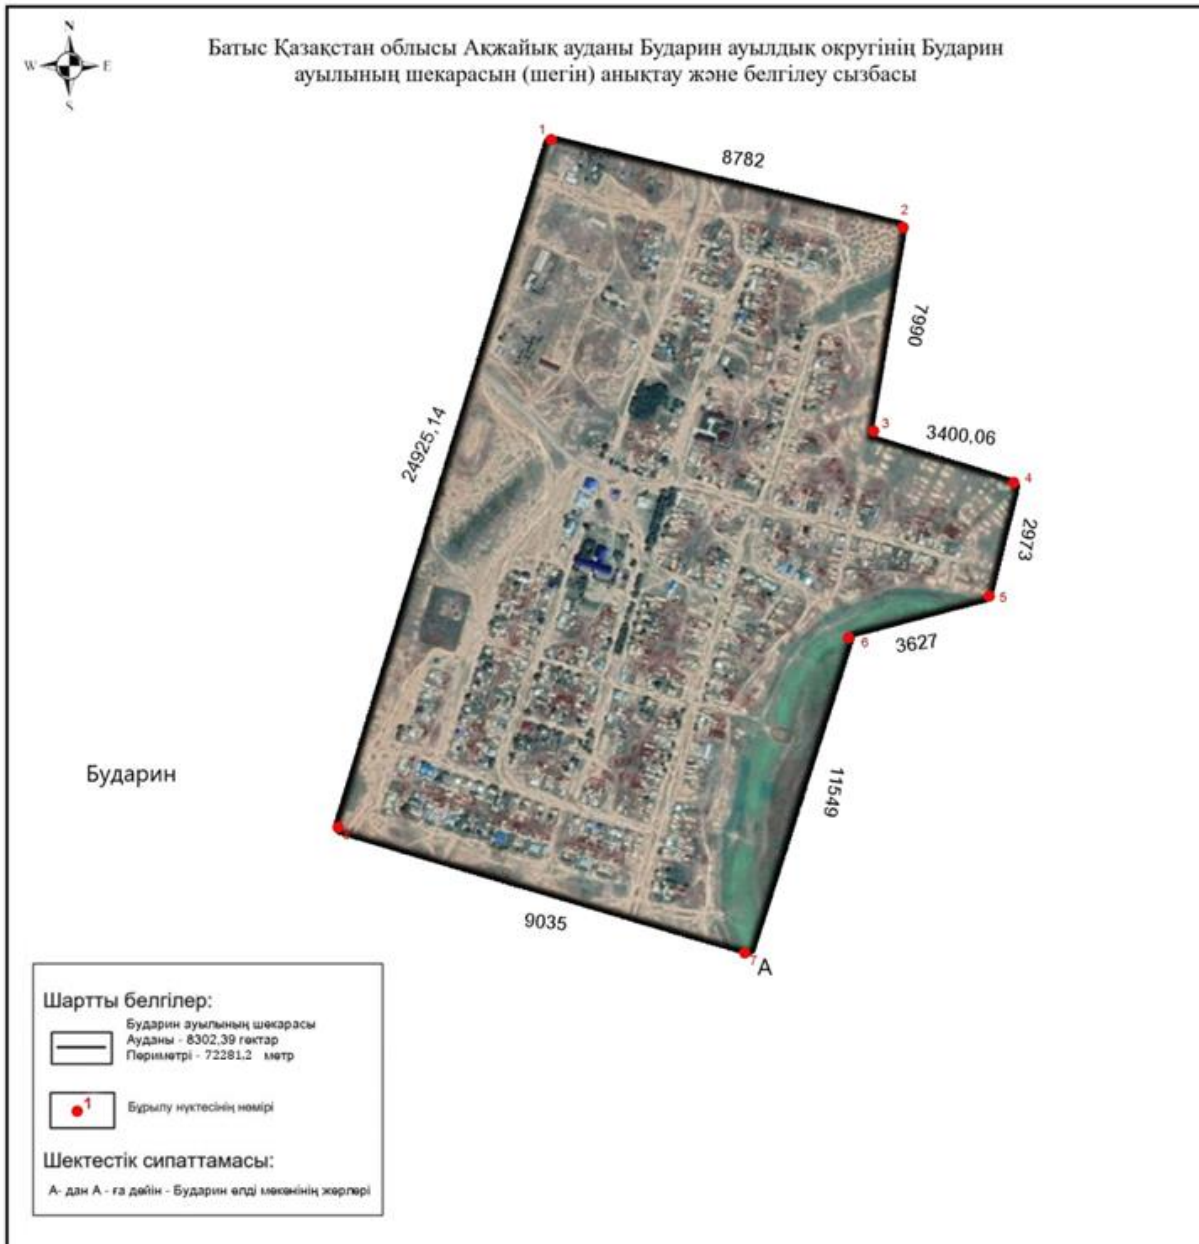 N
W E
S
Батыс Қазақстан облысы Ақжайық ауданы Бударин ауылдық округінің Бударин
ауылының шекарасын (шегін) анықтау және белгілеу сызбасы
1
8782
2
7990
3
3400,06
4
24925,14
2973
5
6
3627
Бударин
11549
9035
7
А
Шартты белгілер:
Бударин ауылының шекарасы
Ауданы - 8302,39 гектар
Периметрі - 72281,2 метр
1
Бұрылу нүктесінің нөмірі
Шектестік сипаттамасы:
А- дан А - ға дейін - Бударин елді мекенінің жерлері